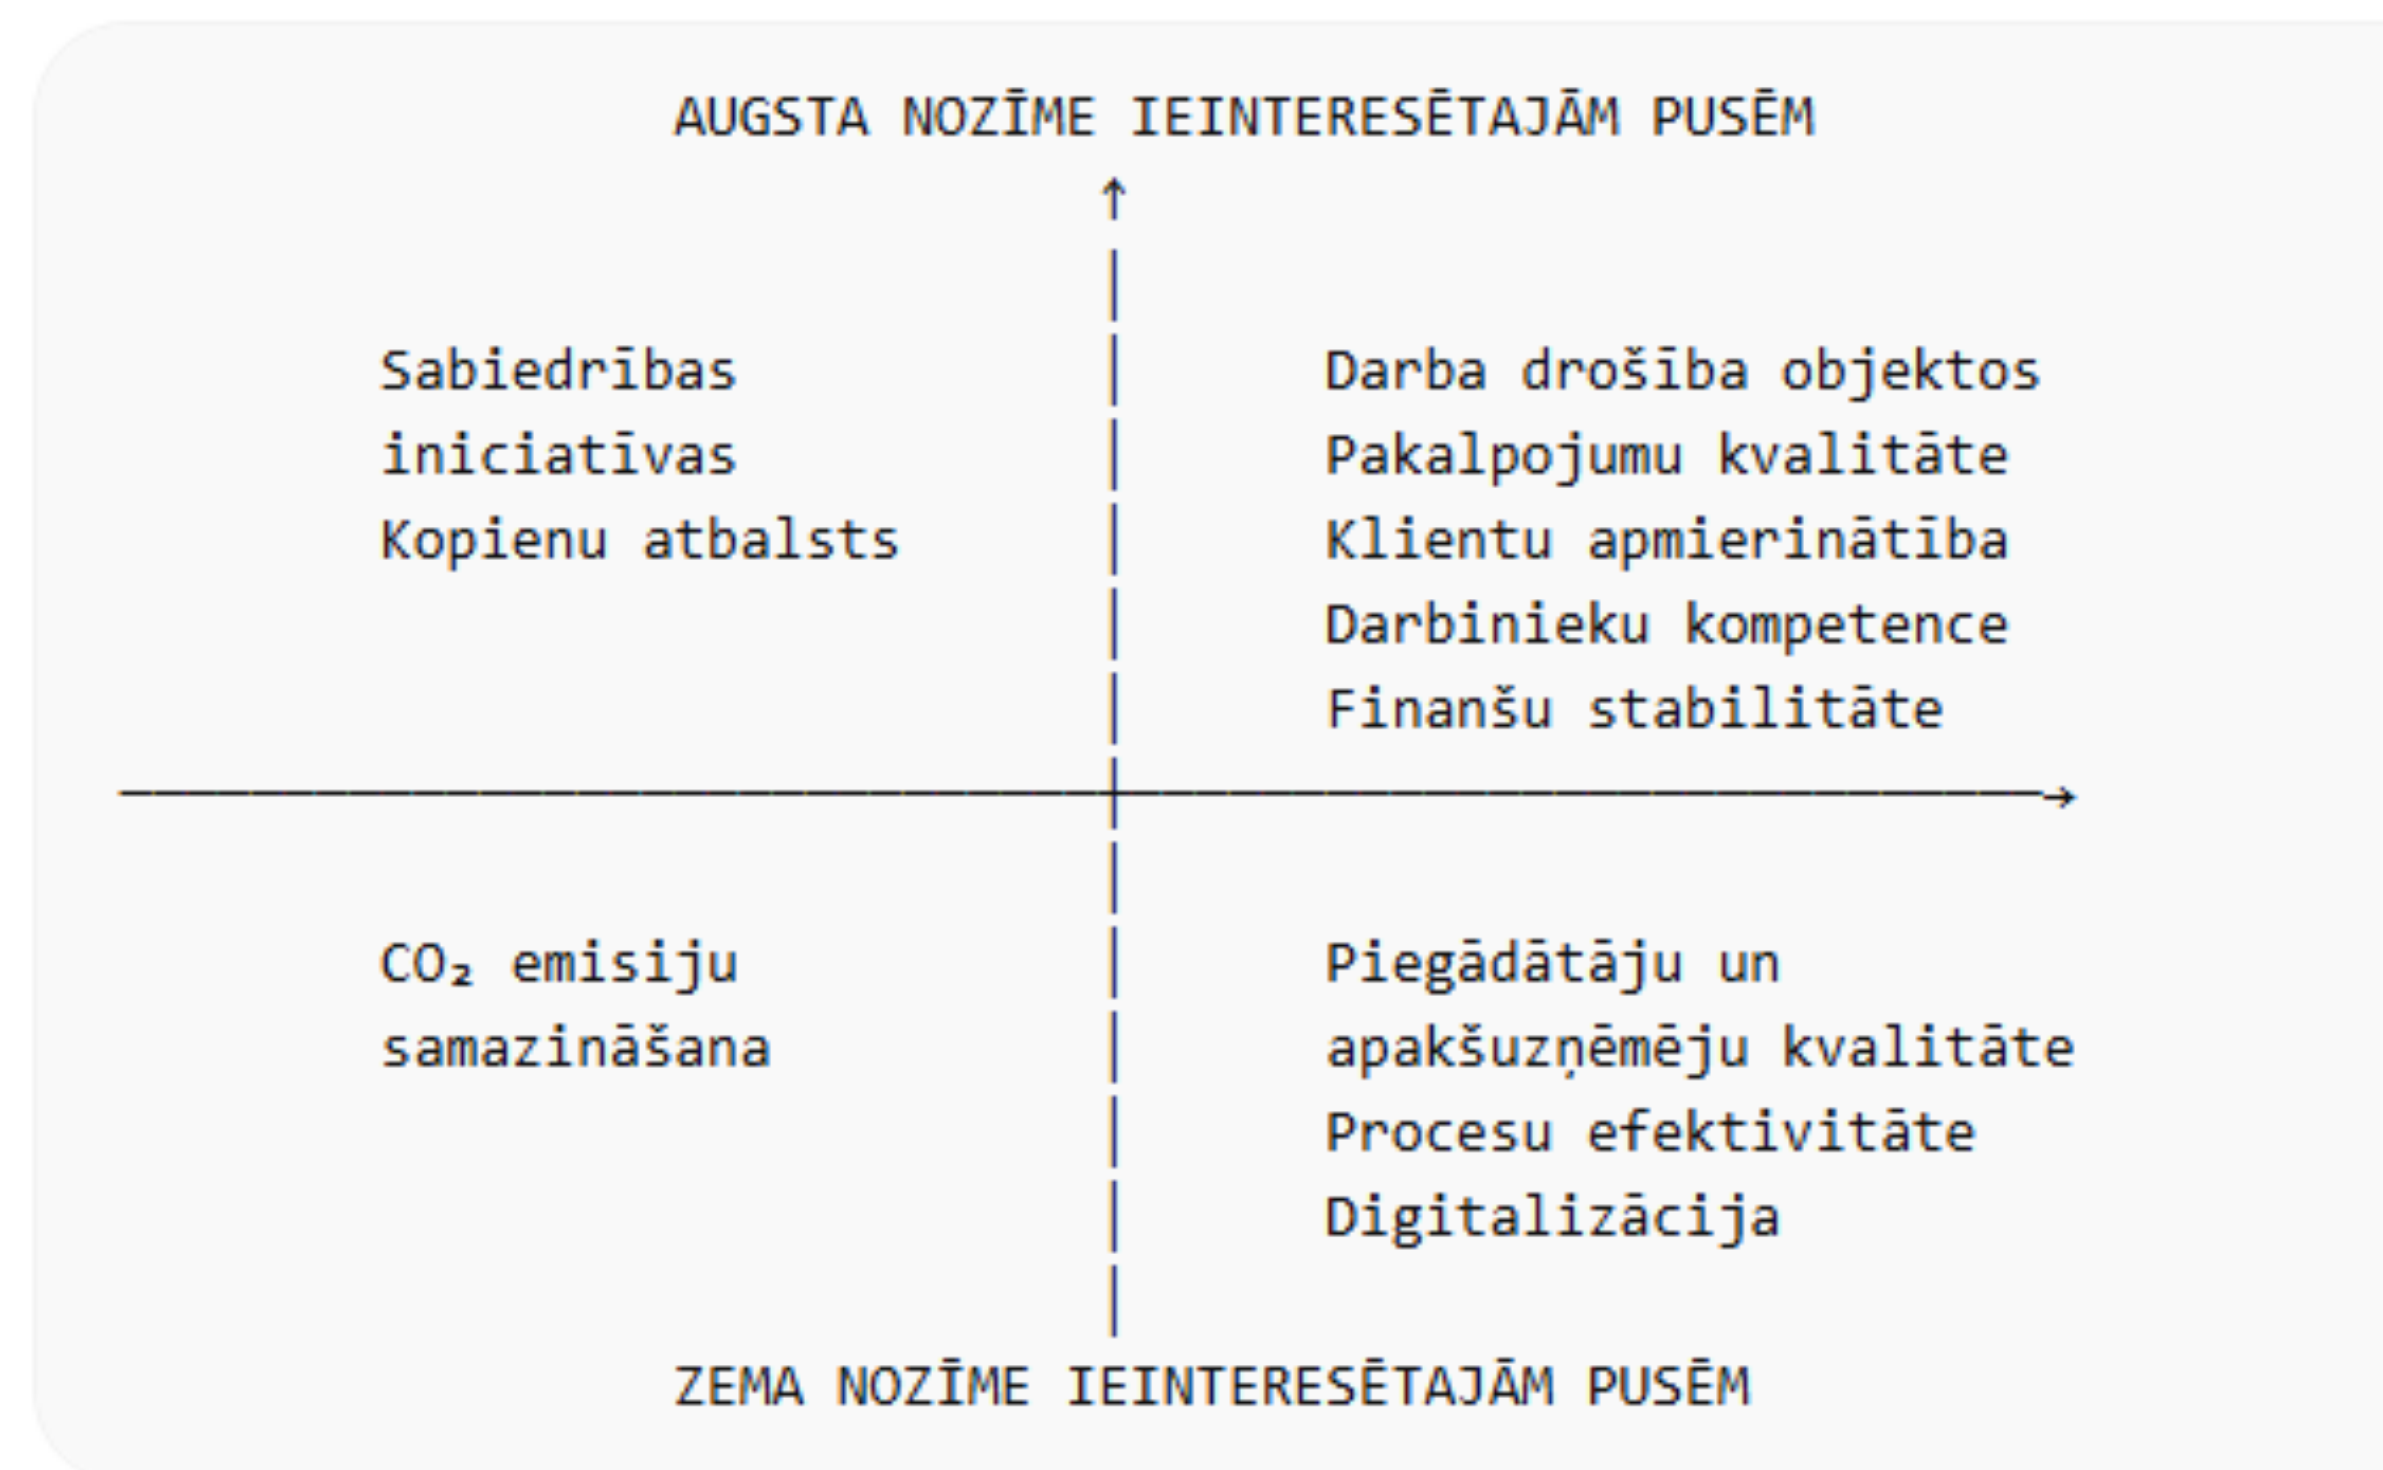 AUGSTA NOZĪME IEINTERESĒTAJĀM PUSĒM
↑
Sabiedrības
iniciatīvas
Kopienu atbalsts
Darba drošība objektos
Pakalpojumu kvalitāte
Klientu apmierinātība
Darbinieku kompetence
Finanšu stabilitāte
→
CO₂ emisiju
samazināšana
Piegādātāju un
apakšuzņēmēju kvalitāte
Procesu efektivitāte
Digitalizācija
ZEMA NOZĪME IEINTERESĒTAJĀM PUSĒM